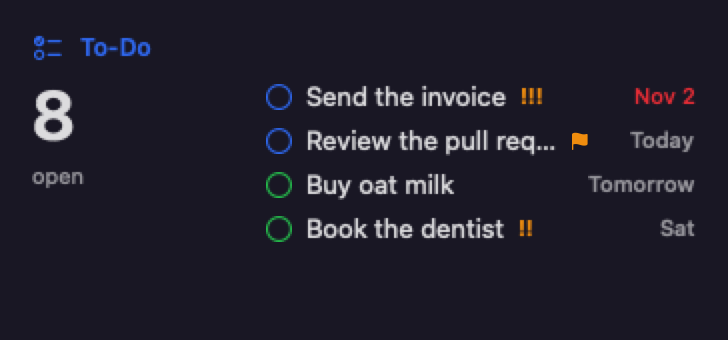 To-Do
8
open
Send the invoice !!! Nov 2
Review the pull req... Today
Buy oat milk Tomorrow
Book the dentist !! Sat